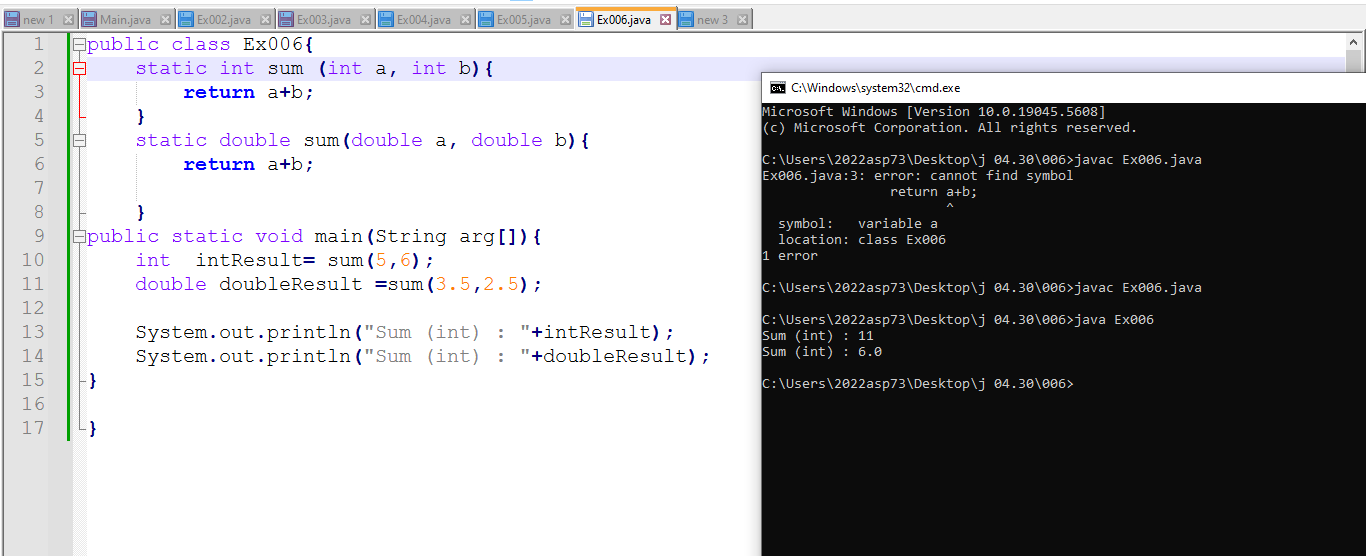 new 1 Main.java Ex002.java Ex003.java Ex004.java Ex005.java Ex006.java new 3
1 public class Ex006{
2 static int sum (int a, int b){
3 return a+b;
4 }
5 static double sum(double a, double b){
6 return a+b;
7
8 }
9 public static void main(String arg[]){
10 int  intResult= sum(5,6);
11 double doubleResult =sum(3.5,2.5);
12
13 System.out.println("Sum (int) : "+intResult);
14 System.out.println("Sum (int) : "+doubleResult);
15 }
16
17 }
C:\Windows\system32\cmd.exe
Microsoft Windows [Version 10.0.19045.5608]
(c) Microsoft Corporation. All rights reserved.
C:\Users\2022asp73\Desktop\j 04.30\006>javac Ex006.java
Ex006.java:3: error: cannot find symbol
return a+b;
^
symbol:   variable a
location: class Ex006
1 error
C:\Users\2022asp73\Desktop\j 04.30\006>javac Ex006.java
C:\Users\2022asp73\Desktop\j 04.30\006>java Ex006
Sum (int) : 11
Sum (int) : 6.0
C:\Users\2022asp73\Desktop\j 04.30\006>